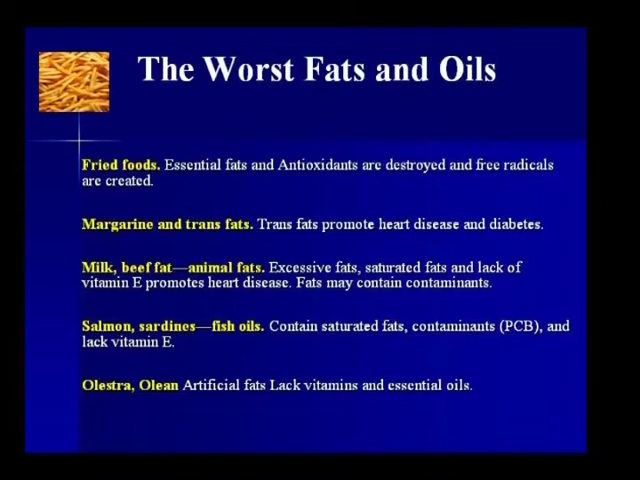 The Worst Fats and Oils
Fried foods. Essential fats and Antioxidants are destroyed and free radicals
are created.
Margarine and trans fats. Trans fats promote heart disease and diabetes.
Milk, beef fat—animal fats. Excessive fats, saturated fats and lack of
vitamin E promotes heart disease. Fats may contain contaminants.
Salmon, sardines—fish oils. Contain saturated fats, contaminants (PCB), and
lack vitamin E.
Olestra, Olean Artificial fats Lack vitamins and essential oils.